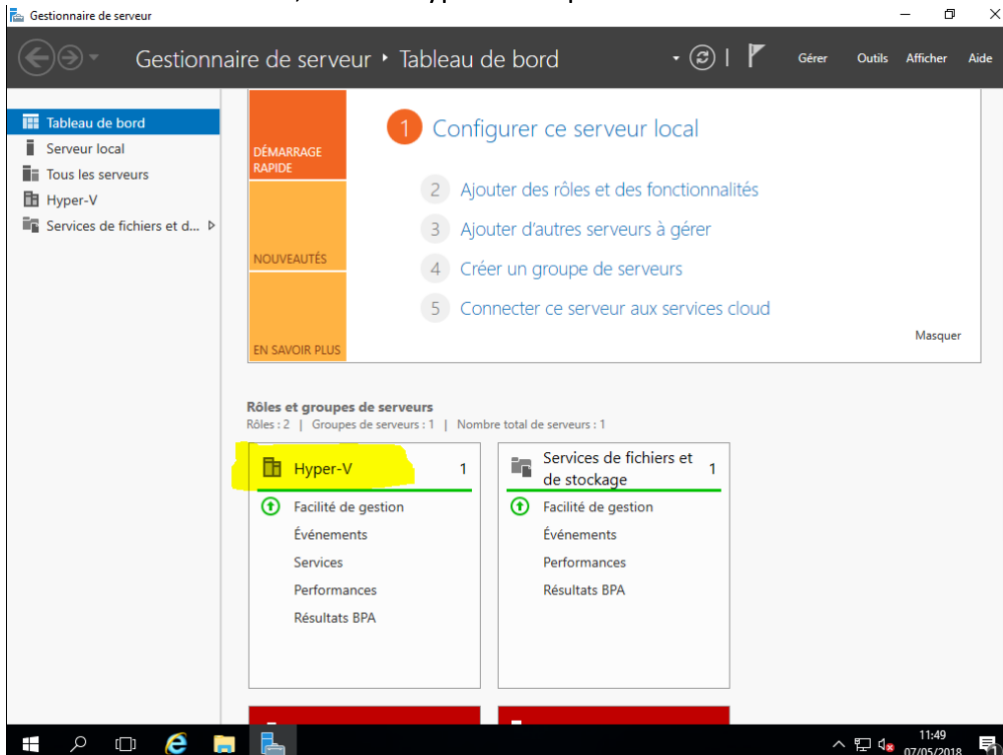 Gestionnaire de serveur
Gestionnaire de serveur ‣ Tableau de bord
Gérer Outils Afficher Aide
Tableau de bord
Serveur local
Tous les serveurs
Hyper-V
Services de fichiers et d...
DÉMARRAGE
RAPIDE
NOUVEAUTÉS
EN SAVOIR PLUS
1 Configurer ce serveur local
2 Ajouter des rôles et des fonctionnalités
3 Ajouter d'autres serveurs à gérer
4 Créer un groupe de serveurs
5 Connecter ce serveur aux services cloud
Masquer
Rôles et groupes de serveurs
Rôles : 2 | Groupes de serveurs : 1 | Nombre total de serveurs : 1
Hyper-V 1
Facilité de gestion
Événements
Services
Performances
Résultats BPA
Services de fichiers et
de stockage 1
Facilité de gestion
Événements
Performances
Résultats BPA
11:49
07/05/2018